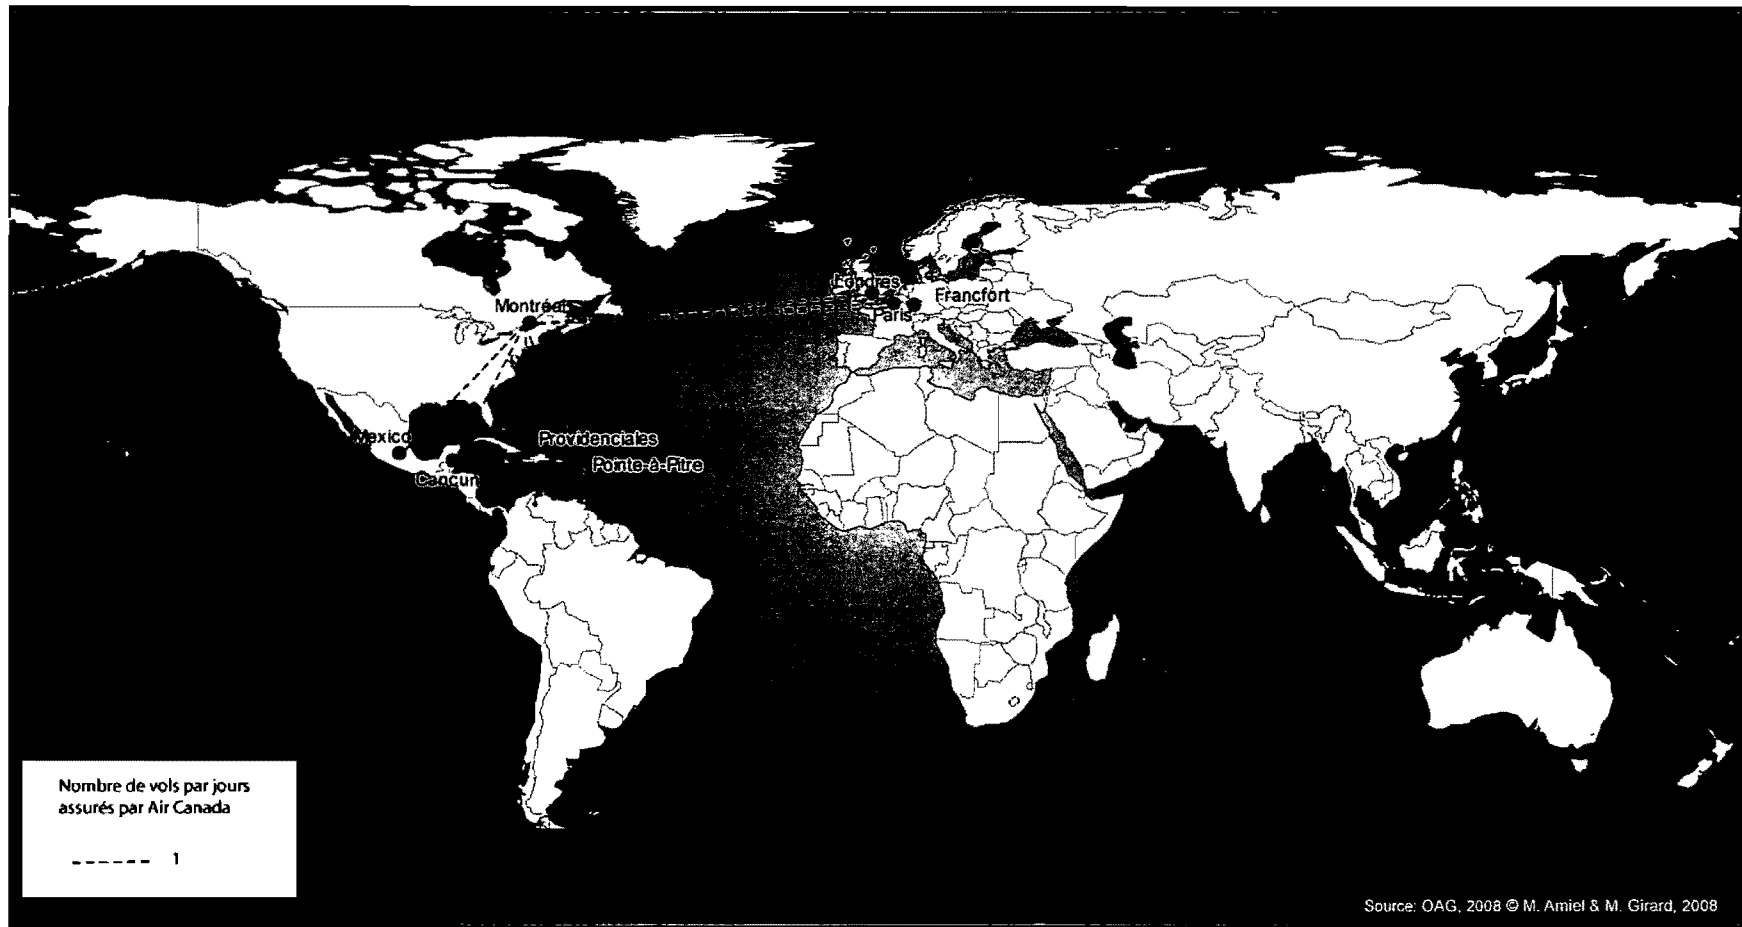 Londres
Francfort
Montréal
Paris
Mexico
Providenciales
Pointe-à-Pitre
Cancun
Nombre de vols par jours
assurés par Air Canada
1
Source: OAG, 2008 © M. Amiel & M. Girard, 2008